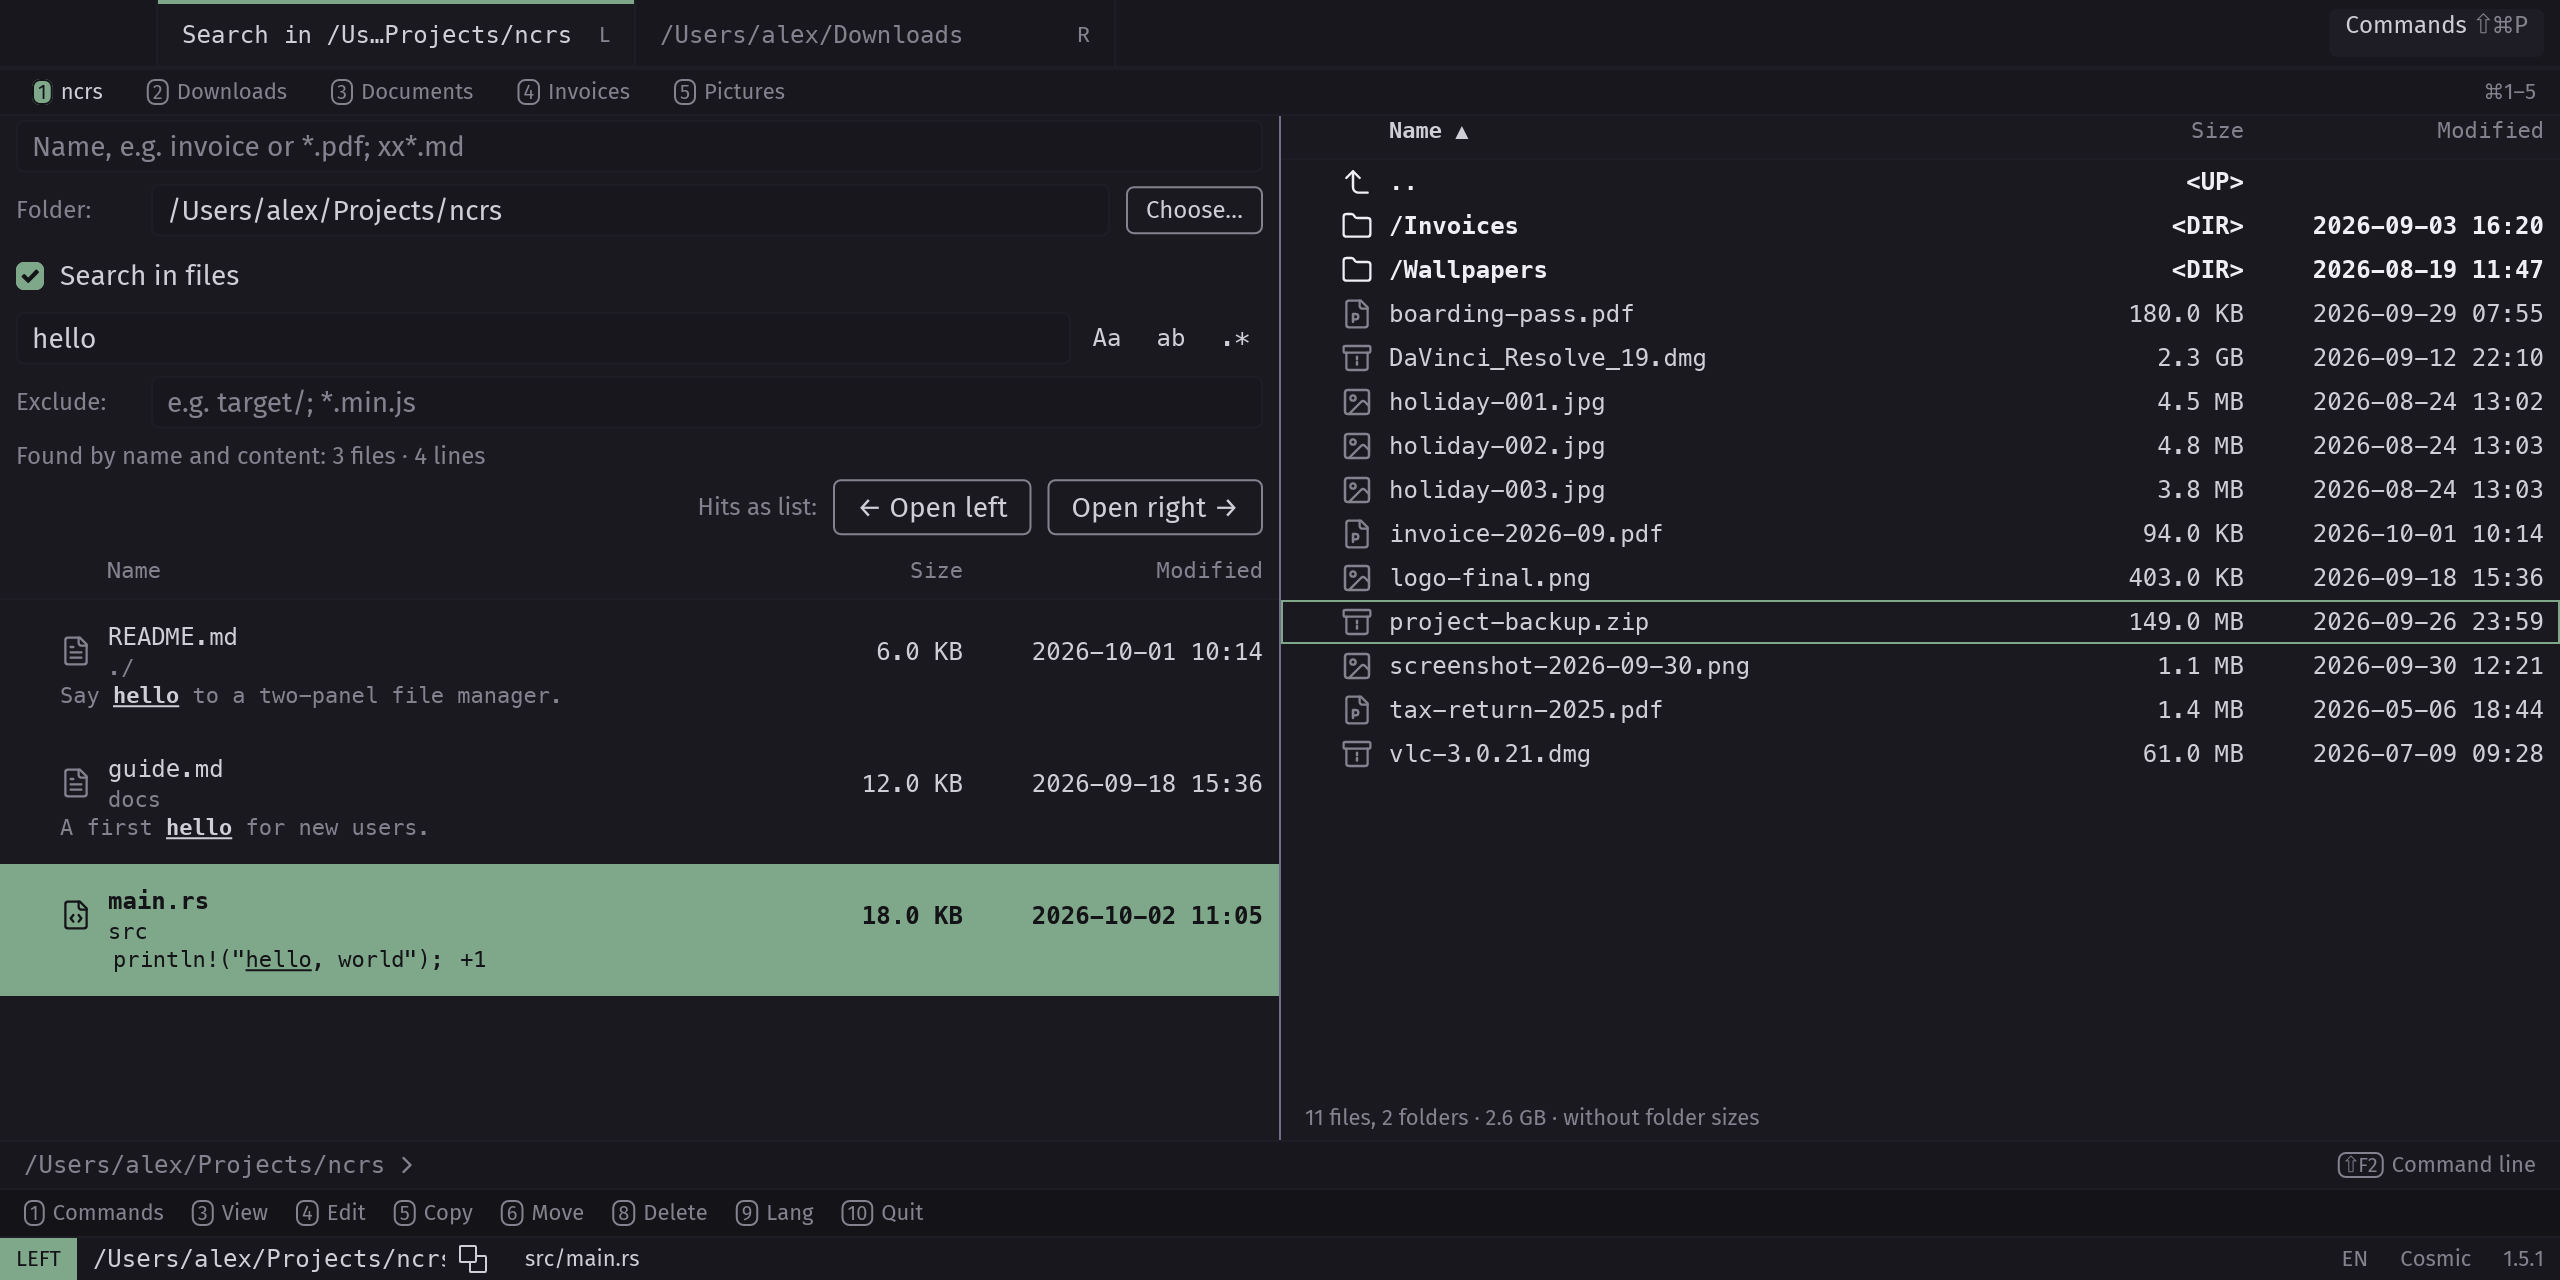 Search in /Us…Projects/ncrs L /Users/alex/Downloads R Commands ⇧⌘P
1 ncrs 2 Downloads 3 Documents 4 Invoices 5 Pictures ⌘1–5
Name, e.g. invoice or *.pdf; xx*.md
Folder: /Users/alex/Projects/ncrs Choose…
Search in files
hello Aa ab .*
Exclude: e.g. target/; *.min.js
Found by name and content: 3 files · 4 lines
Hits as list: ← Open left Open right →
Name Size Modified
README.md 6.0 KB 2026-10-01 10:14
./
Say hello to a two-panel file manager.
guide.md 12.0 KB 2026-09-18 15:36
docs
A first hello for new users.
main.rs 18.0 KB 2026-10-02 11:05
src
println!("hello, world"); +1
Name ▲ Size Modified
.. <UP>
/Invoices <DIR> 2026-09-03 16:20
/Wallpapers <DIR> 2026-08-19 11:47
boarding-pass.pdf 180.0 KB 2026-09-29 07:55
DaVinci_Resolve_19.dmg 2.3 GB 2026-09-12 22:10
holiday-001.jpg 4.5 MB 2026-08-24 13:02
holiday-002.jpg 4.8 MB 2026-08-24 13:03
holiday-003.jpg 3.8 MB 2026-08-24 13:03
invoice-2026-09.pdf 94.0 KB 2026-10-01 10:14
logo-final.png 403.0 KB 2026-09-18 15:36
project-backup.zip 149.0 MB 2026-09-26 23:59
screenshot-2026-09-30.png 1.1 MB 2026-09-30 12:21
tax-return-2025.pdf 1.4 MB 2026-05-06 18:44
vlc-3.0.21.dmg 61.0 MB 2026-07-09 09:28
11 files, 2 folders · 2.6 GB · without folder sizes
/Users/alex/Projects/ncrs > ⇧F2 Command line
1 Commands 3 View 4 Edit 5 Copy 6 Move 8 Delete 9 Lang 10 Quit
LEFT /Users/alex/Projects/ncrs src/main.rs EN Cosmic 1.5.1